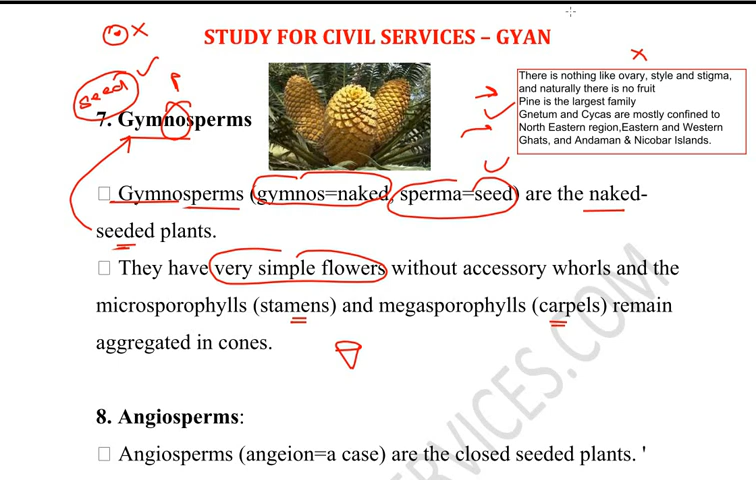 STUDY FOR CIVIL SERVICES – GYAN
seed
7. Gymnosperms
There is nothing like ovary, style and stigma,
and naturally there is no fruit
Pine is the largest family
Gnetum and Cycas are mostly confined to
North Eastern region,Eastern and Western
Ghats, and Andaman & Nicobar Islands.
Gymnosperms (gymnos=naked, sperma=seed) are the naked-
seeded plants.
They have very simple flowers without accessory whorls and the
microsporophylls (stamens) and megasporophylls (carpels) remain
aggregated in cones.
8. Angiosperms:
Angiosperms (angeion=a case) are the closed seeded plants. '
ERVICES.COM